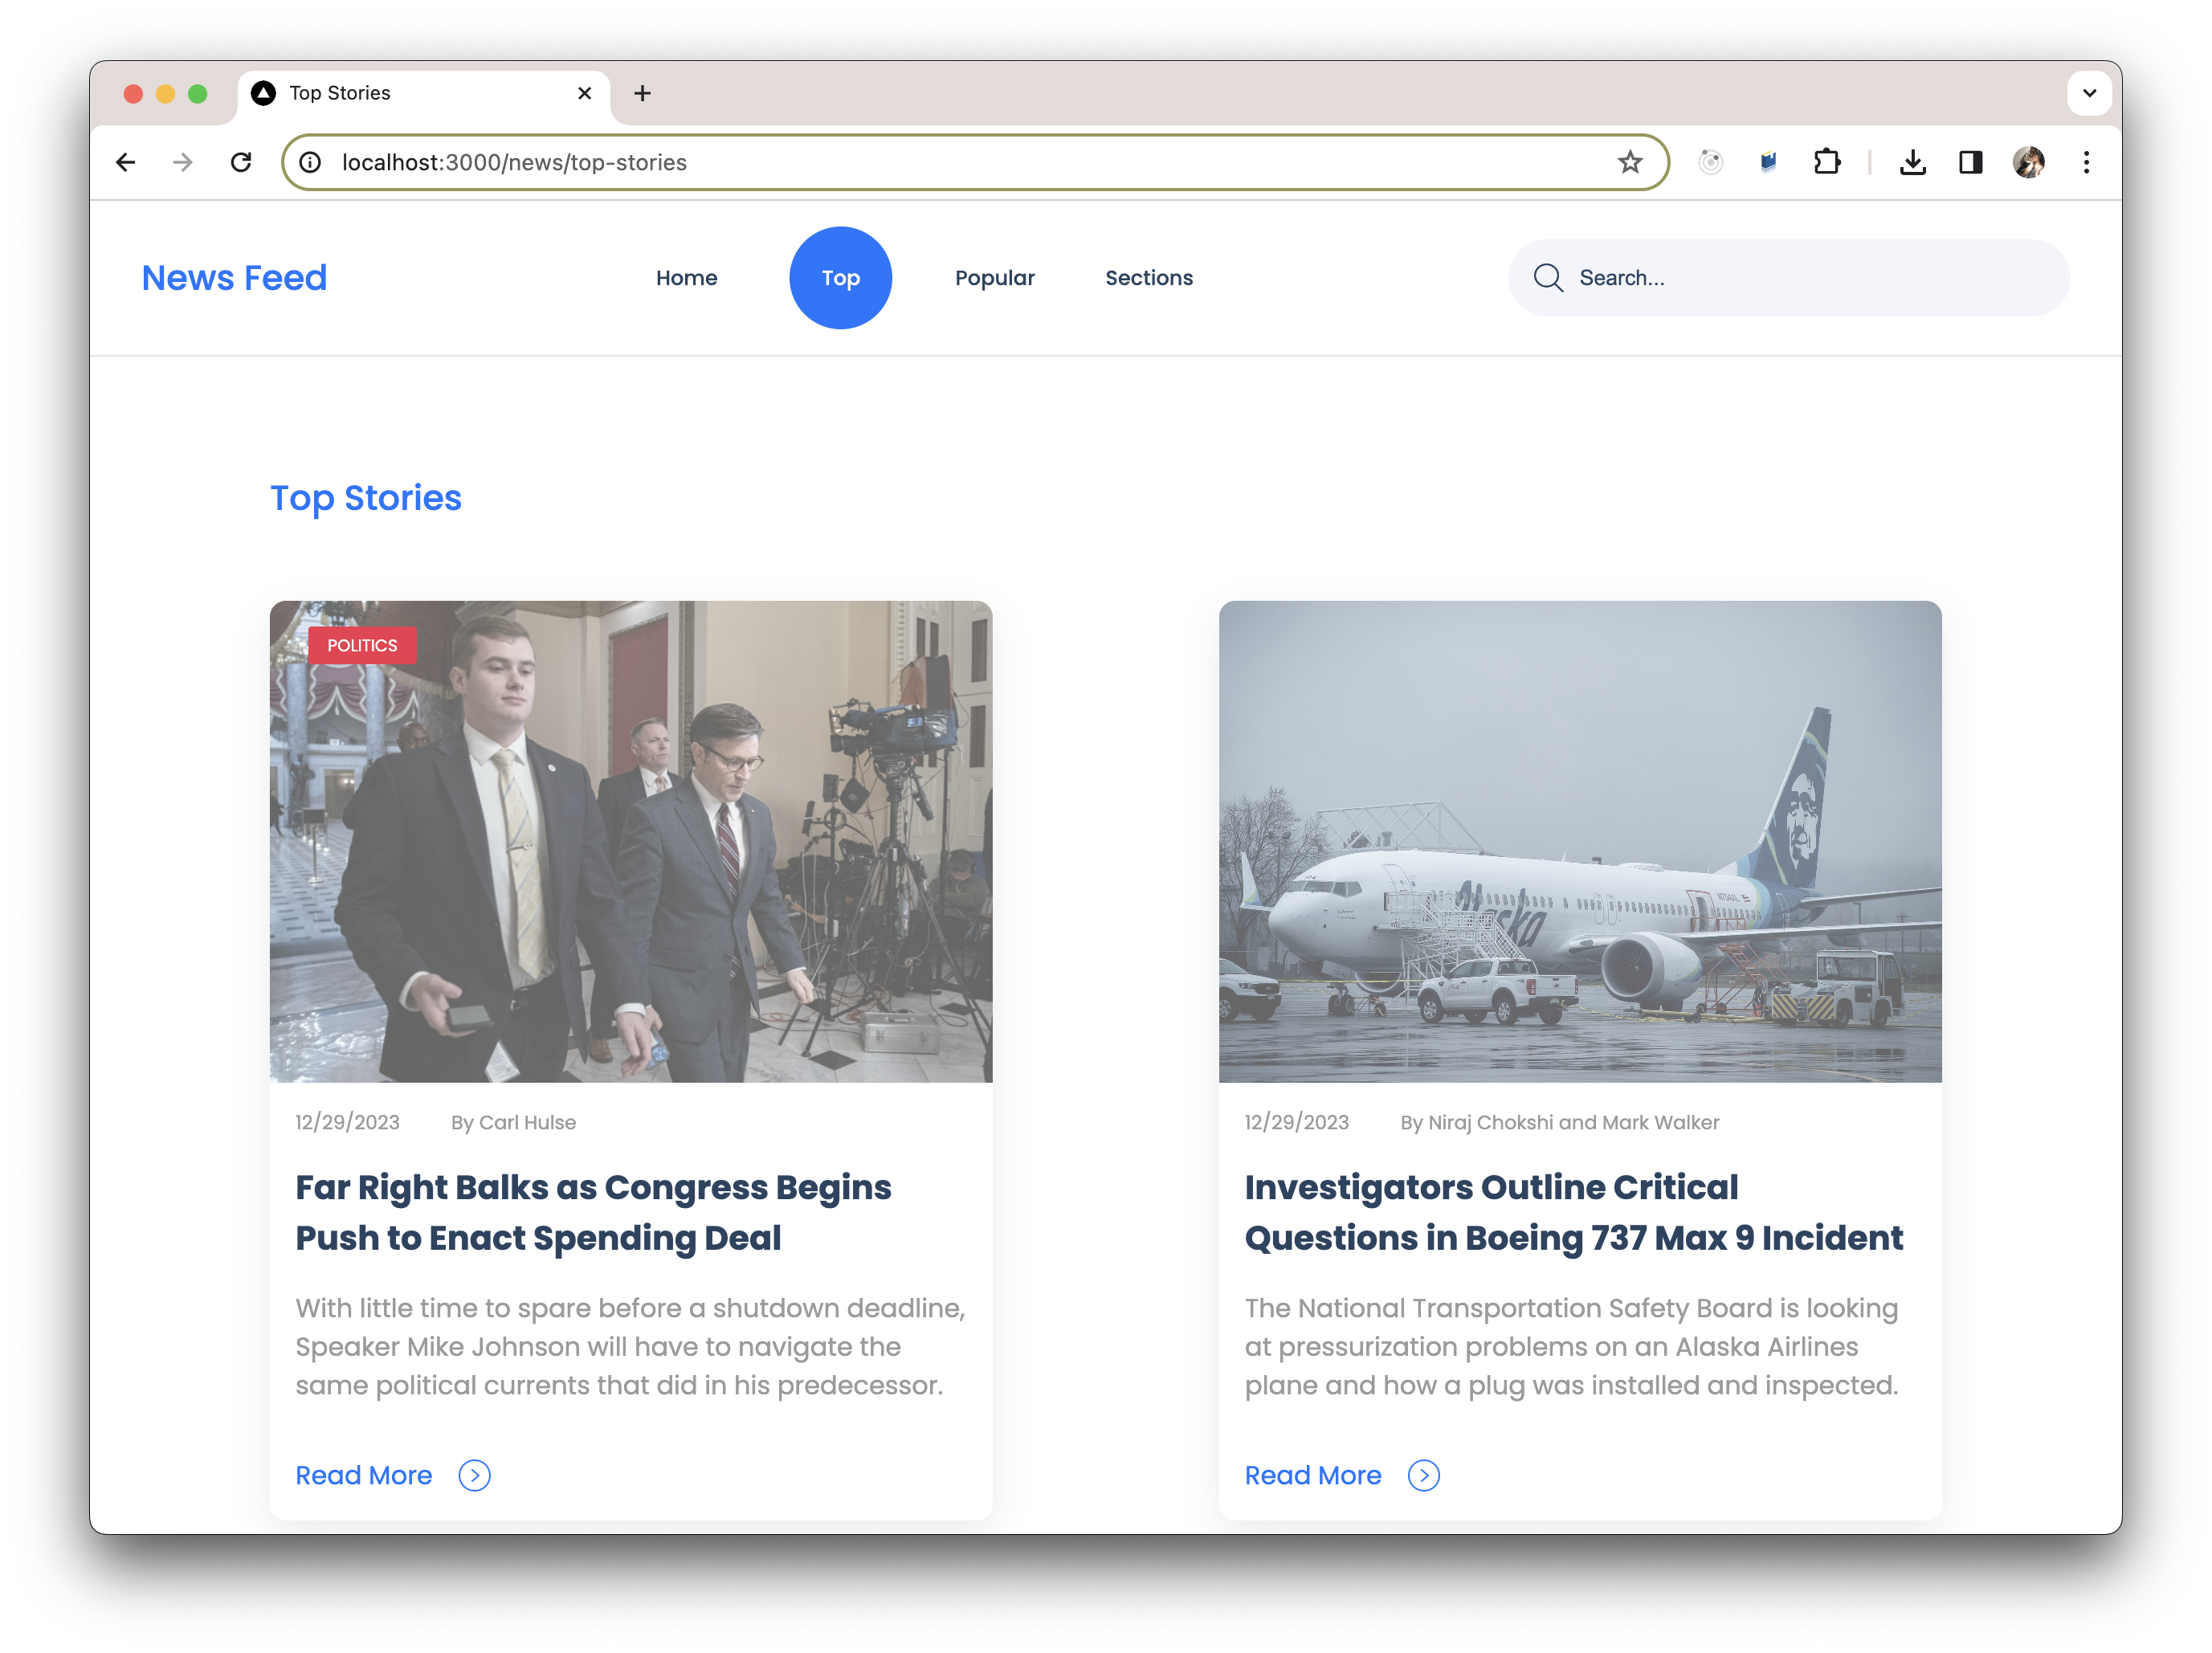 Top Stories
localhost:3000/news/top-stories
News Feed
Home
Top
Popular
Sections
Search...
Top Stories
POLITICS
12/29/2023 By Carl Hulse
Far Right Balks as Congress Begins
Push to Enact Spending Deal
With little time to spare before a shutdown deadline,
Speaker Mike Johnson will have to navigate the
same political currents that did in his predecessor.
Read More
Alaska
12/29/2023 By Niraj Chokshi and Mark Walker
Investigators Outline Critical
Questions in Boeing 737 Max 9 Incident
The National Transportation Safety Board is looking
at pressurization problems on an Alaska Airlines
plane and how a plug was installed and inspected.
Read More